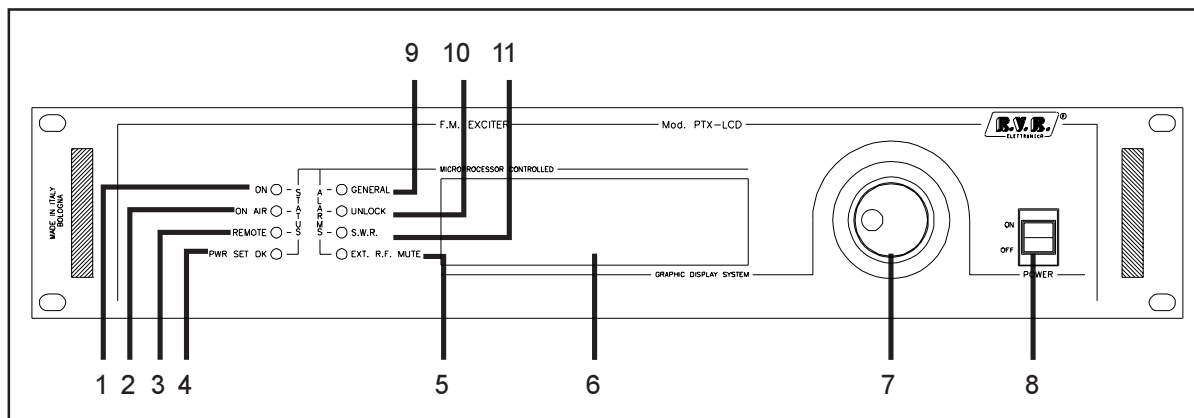 9 10 11
F.M. EXCITER Mod. PTX-LCD
R.V.R.®
ELETTRONICA
MICROPROCESSOR CONTROLLED
MADE IN ITALY
BOLOGNA
STATUS
ALARMS
ON GENERAL
ON AIR UNLOCK
REMOTE S.W.R.
PWR SET OK EXT. R.F. MUTE
GRAPHIC DISPLAY SYSTEM
ON
OFF
POWER
1 2 3 4 5 6 7 8